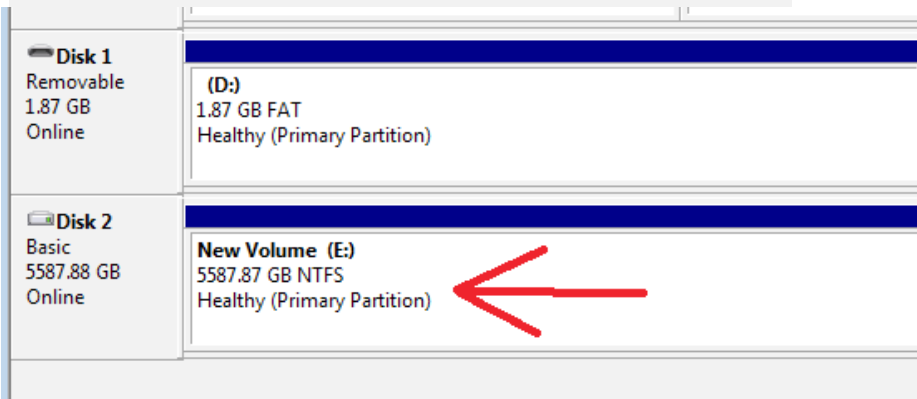 Disk 1
Removable
1.87 GB
Online
(D:)
1.87 GB FAT
Healthy (Primary Partition)
Disk 2
Basic
5587.88 GB
Online
New Volume (E:)
5587.87 GB NTFS
Healthy (Primary Partition)